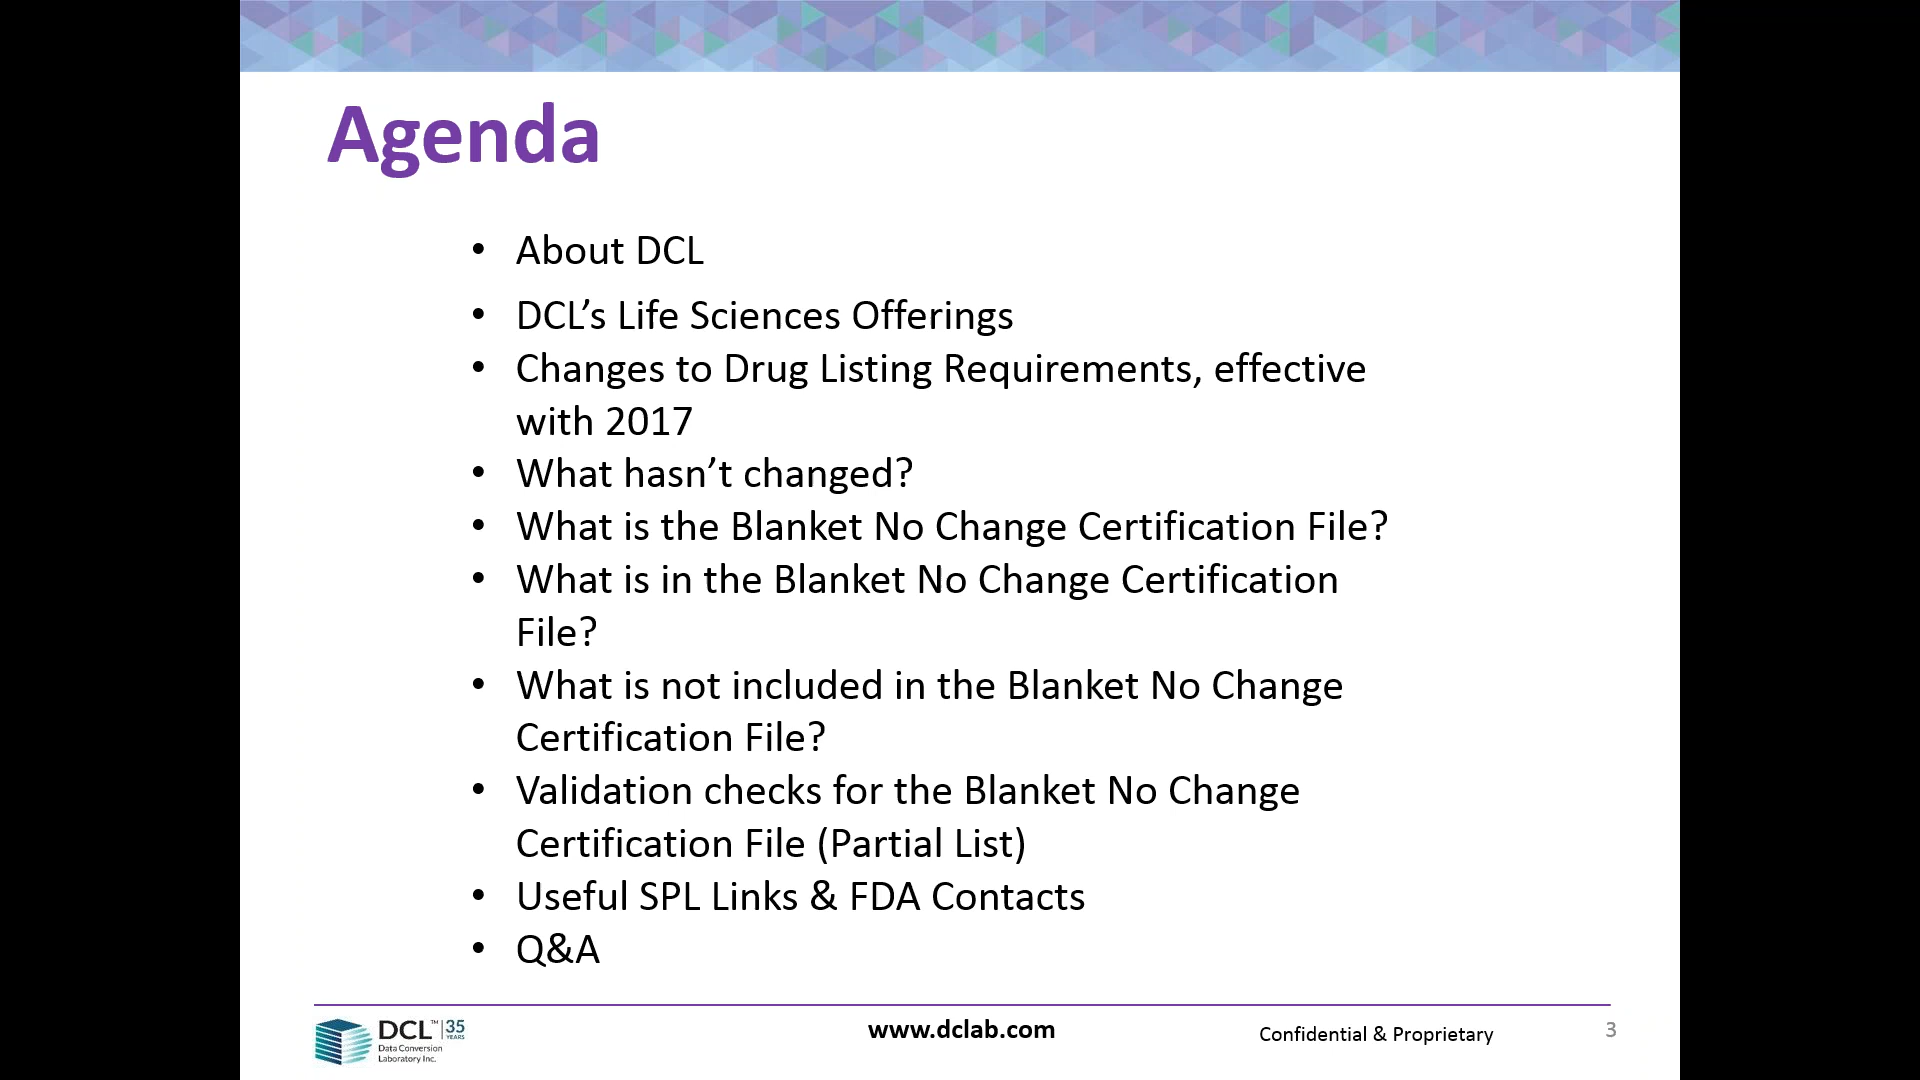 Agenda
• About DCL
• DCL’s Life Sciences Offerings
• Changes to Drug Listing Requirements, effective
with 2017
• What hasn’t changed?
• What is the Blanket No Change Certification File?
• What is in the Blanket No Change Certification
File?
• What is not included in the Blanket No Change
Certification File?
• Validation checks for the Blanket No Change
Certification File (Partial List)
• Useful SPL Links & FDA Contacts
• Q&A
DCL™ 35
YEARS
Data Conversion
Laboratory Inc.
www.dclab.com
Confidential & Proprietary
3